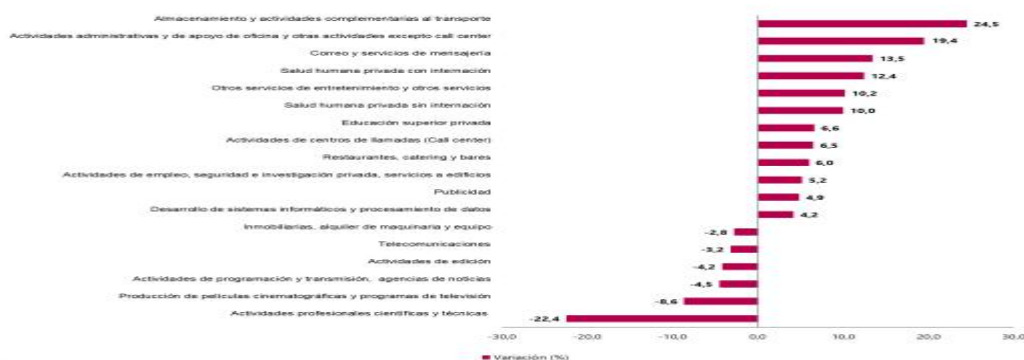 Almacenamiento y actividades complementarias al transporte
24,5
Actividades administrativas y de apoyo de oficina y otras actividades excepto call center
19,4
Correo y servicios de mensajería
13,5
Salud humana privada con internación
12,4
Otros servicios de entretenimiento y otros servicios
10,2
Salud humana privada sin internación
10,0
Educación superior privada
6,6
Actividades de centros de llamadas (Call center)
6,5
Restaurantes, catering y bares
6,0
Actividades de empleo, seguridad e investigación privada, servicios a edificios
5,2
Publicidad
4,9
Desarrollo de sistemas informáticos y procesamiento de datos
4,2
Inmobiliarias, alquiler de maquinaria y equipo
-2,8
Telecomunicaciones
-3,2
Actividades de edición
-4,2
Actividades de programación y transmisión, agencias de noticias
-4,5
Producción de películas cinematográficas y programas de televisión
-8,6
Actividades profesionales científicas y técnicas
-22,4
-30,0 -20,0 -10,0 0,0 10,0 20,0 30,0
Variación (%)